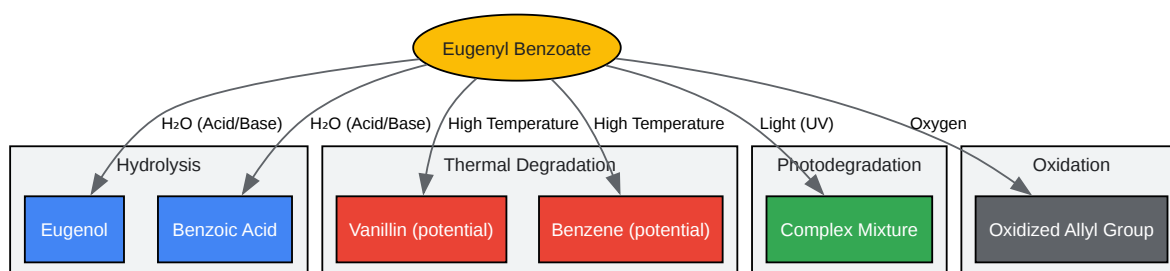 Eugenyl Benzoate
H₂O (Acid/Base)
H₂O (Acid/Base)
High Temperature
High Temperature
Light (UV)
Oxygen
Hydrolysis
Thermal Degradation
Photodegradation
Oxidation
Eugenol
Benzoic Acid
Vanillin (potential)
Benzene (potential)
Complex Mixture
Oxidized Allyl Group